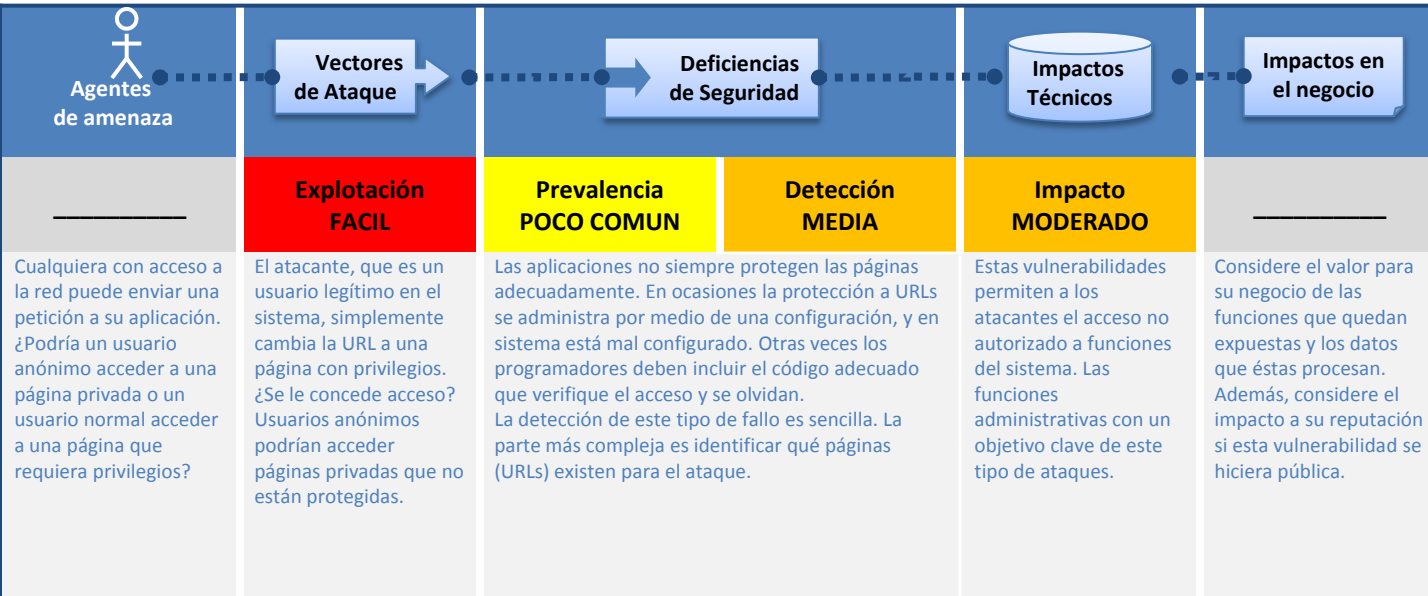 Agentes
de amenaza
Vectores
de Ataque
Deficiencias
de Seguridad
Impactos
Técnicos
Impactos en
el negocio
__________
Explotación
FACIL
Prevalencia
POCO COMUN
Detección
MEDIA
Impacto
MODERADO
__________
Cualquiera con acceso a
la red puede enviar una
petición a su aplicación.
¿Podría un usuario
anónimo acceder a una
página privada o un
usuario normal acceder
a una página que
requiera privilegios?
El atacante, que es un
usuario legítimo en el
sistema, simplemente
cambia la URL a una
página con privilegios.
¿Se le concede acceso?
Usuarios anónimos
podrían acceder
páginas privadas que no
están protegidas.
Las aplicaciones no siempre protegen las páginas
adecuadamente. En ocasiones la protección a URLs
se administra por medio de una configuración, y en
sistema está mal configurado. Otras veces los
programadores deben incluir el código adecuado
que verifique el acceso y se olvidan.
La detección de este tipo de fallo es sencilla. La
parte más compleja es identificar qué páginas
(URLs) existen para el ataque.
Estas vulnerabilidades
permiten a los
atacantes el acceso no
autorizado a funciones
del sistema. Las
funciones
administrativas con un
objetivo clave de este
tipo de ataques.
Considere el valor para
su negocio de las
funciones que quedan
expuestas y los datos
que éstas procesan.
Además, considere el
impacto a su reputación
si esta vulnerabilidad se
hiciera pública.